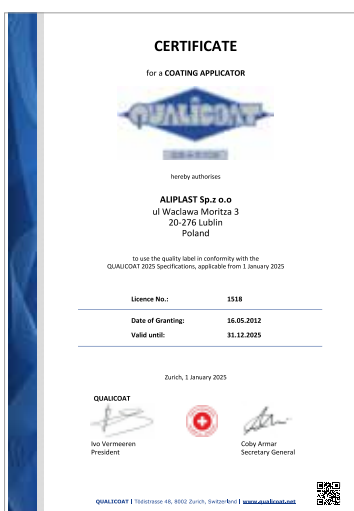 CERTIFICATE
for a COATING APPLICATOR
QUALICOAT
hereby authorises
ALIPLAST Sp.z o.o
ul Waclawa Moritza 3
20-276 Lublin
Poland
to use the quality label in conformity with the
QUALICOAT 2025 Specifications, applicable from 1 January 2025
Licence No.: 1518
Date of Granting: 16.05.2012
Valid until: 31.12.2025
Zurich, 1 January 2025
QUALICOAT
Ivo Vermeeren Coby Armar
President Secretary General
QUALICOAT | Tödistrasse 48, 8002 Zurich, Switzerland | www.qualicoat.net